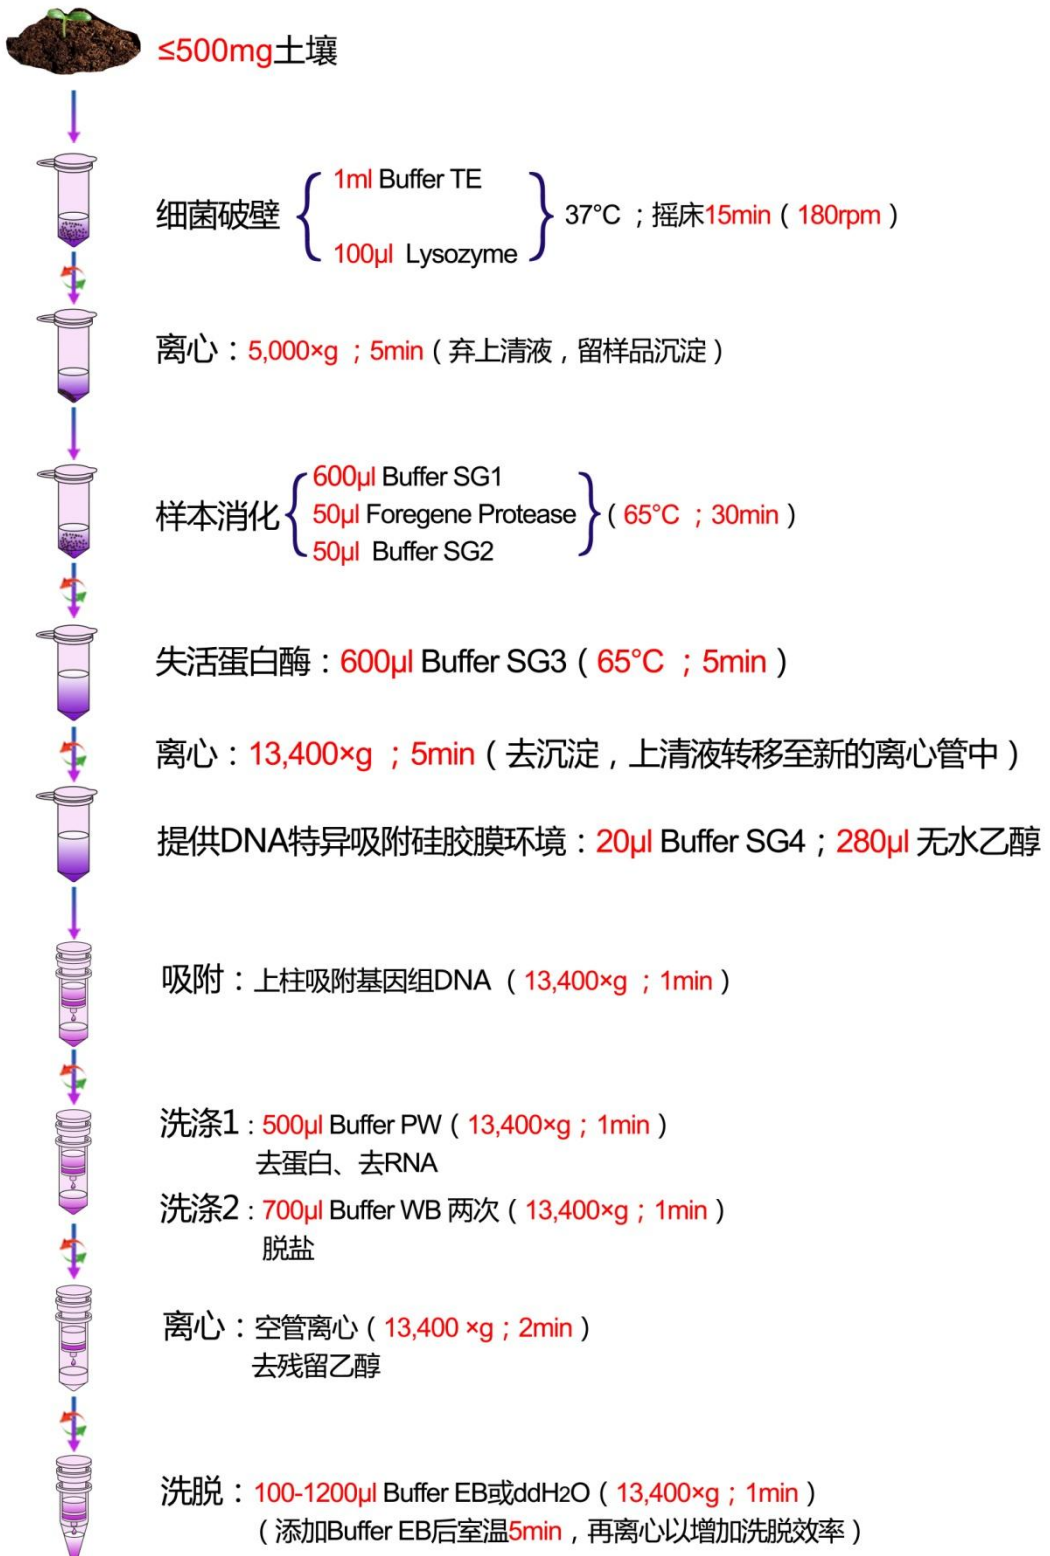 ≤500mg土壤
1ml Buffer TE
细菌破壁
37°C ；摇床15min（180rpm）
100µl Lysozyme
离心：5,000×g ；5min（弃上清液，留样品沉淀）
600µl Buffer SG1
样本消化
50µl Foregene Protease
（65°C ；30min）
50µl Buffer SG2
失活蛋白酶：600µl Buffer SG3（65°C ；5min）
离心：13,400×g ；5min（去沉淀，上清液转移至新的离心管中）
提供DNA特异吸附硅胶膜环境：20µl Buffer SG4；280µl 无水乙醇
吸附：上柱吸附基因组DNA （13,400×g ；1min）
洗涤1：500µl Buffer PW（13,400×g；1min）
去蛋白、去RNA
洗涤2：700µl Buffer WB 两次（13,400×g；1min）
脱盐
离心：空管离心（13,400 ×g；2min）
去残留乙醇
洗脱：100-1200µl Buffer EB或ddH2O（13,400×g；1min）
（添加Buffer EB后室温5min，再离心以增加洗脱效率）